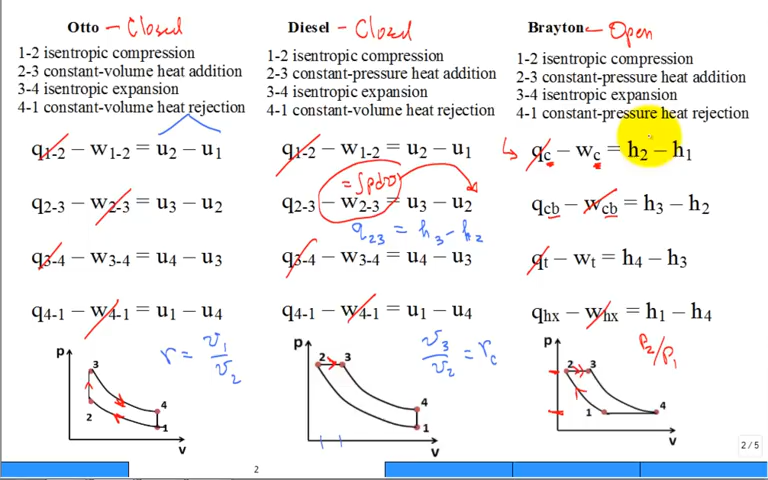 Otto – Closed
1-2 isentropic compression
2-3 constant-volume heat addition
3-4 isentropic expansion
4-1 constant-volume heat rejection
q1-2 – w1-2 = u2 – u1
q2-3 – w2-3 = u3 – u2
q3-4 – w3-4 = u4 – u3
q4-1 – w4-1 = u1 – u4
r = v1/v2
P
3
2
4
1
v
Diesel – Closed
1-2 isentropic compression
2-3 constant-pressure heat addition
3-4 isentropic expansion
4-1 constant-volume heat rejection
q1-2 – w1-2 = u2 – u1
= ∫pdv
q2-3 – w2-3 = u3 – u2
q23 = h3 – h2
q3-4 – w3-4 = u4 – u3
q4-1 – w4-1 = u1 – u4
v3/v2 = rc
P
2
3
4
1
v
Brayton – Open
1-2 isentropic compression
2-3 constant-pressure heat addition
3-4 isentropic expansion
4-1 constant-pressure heat rejection
qc – wc = h2 – h1
qcb – wcb = h3 – h2
qt – wt = h4 – h3
qhx – whx = h1 – h4
P2/P1
P
2
3
1
4
v
2 / 5
2